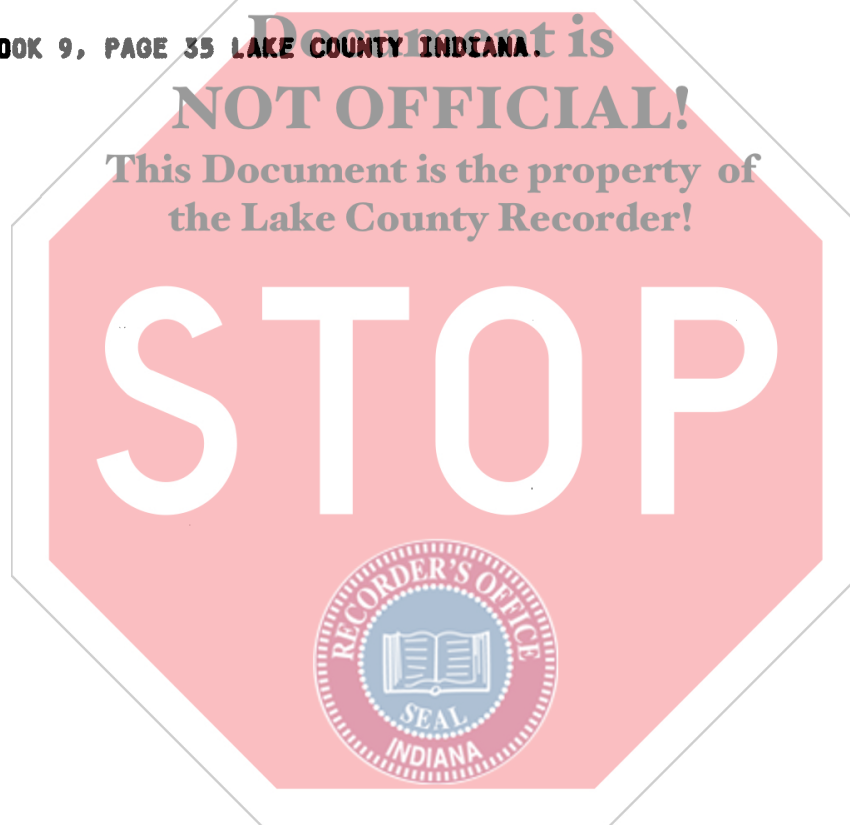 Document is
OOK 9, PAGE 35 LAKE COUNTY INDIANA.
NOT OFFICIAL!
This Document is the property of
the Lake County Recorder!
STOP
RECORDER'S OFFICE
SEAL
INDIANA